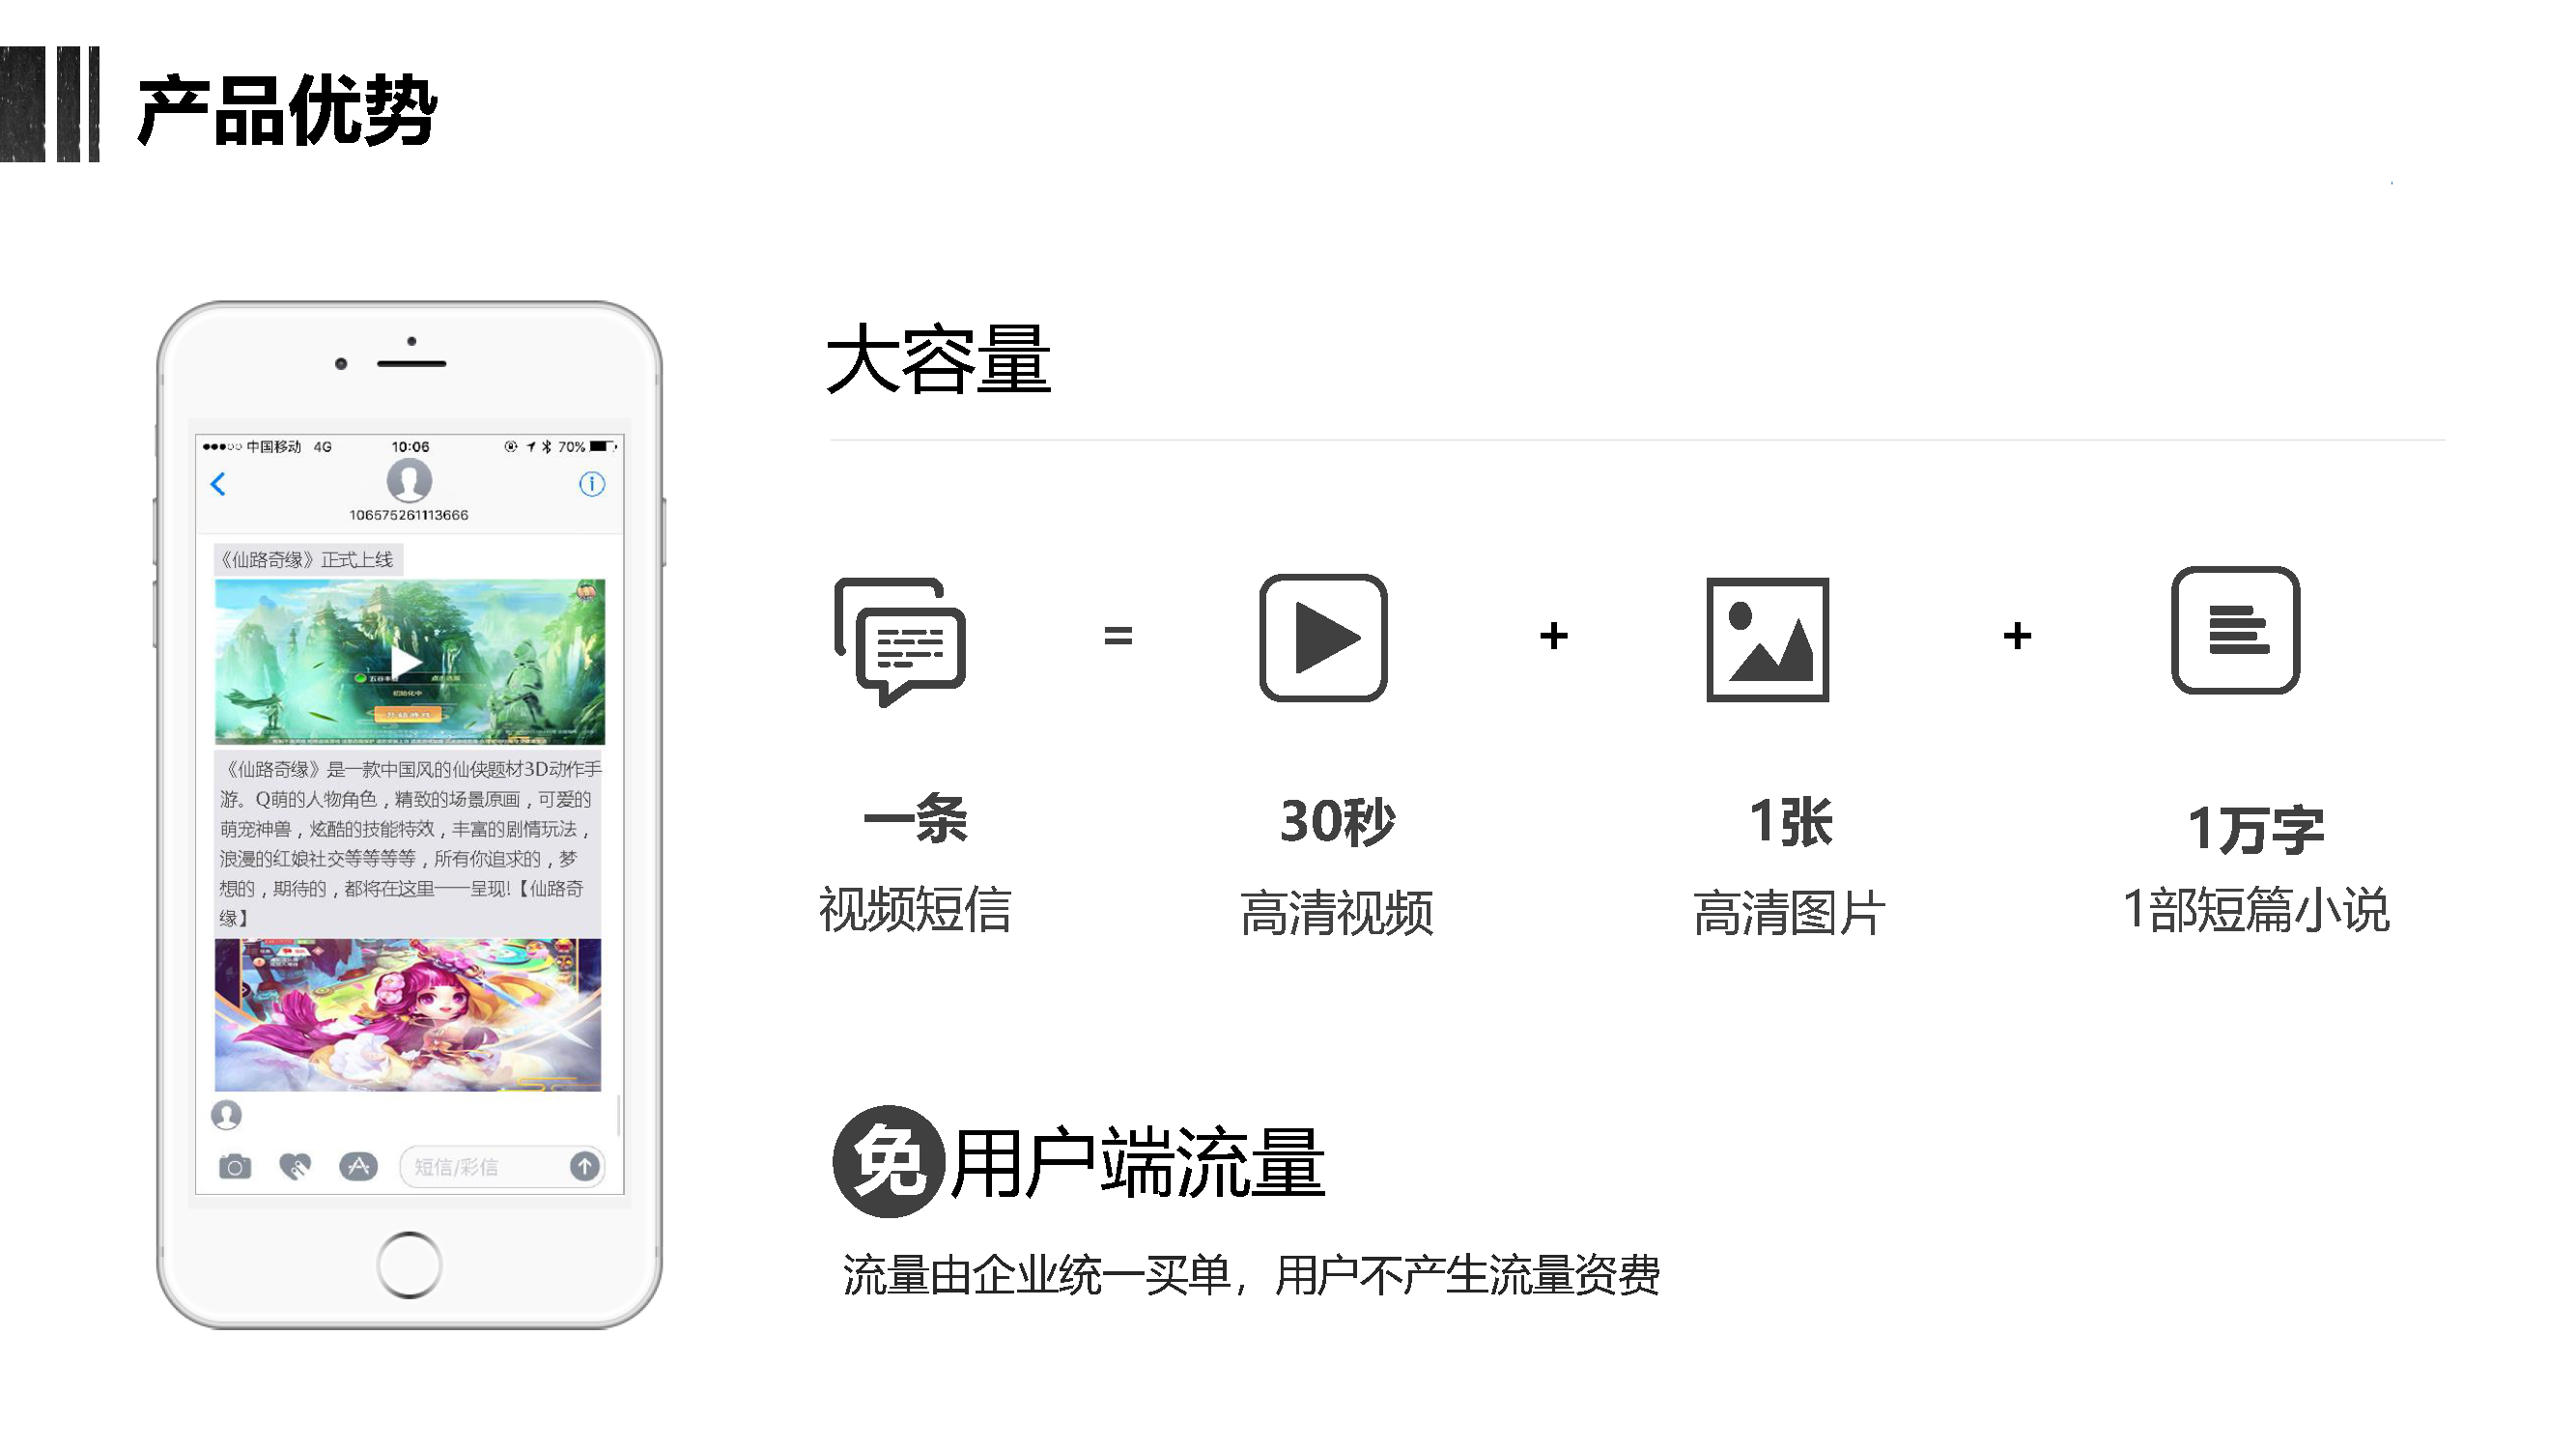 产品优势
中国移动 4G 10:06 70%
106575261113666
《仙路奇缘》正式上线
初始化中
《仙路奇缘》是一款中国风的仙侠题材3D动作手
游。Q萌的人物角色，精致的场景原画，可爱的
萌宠神兽，炫酷的技能特效，丰富的剧情玩法，
浪漫的红娘社交等等等等，所有你追求的，梦
想的，期待的，都将在这里——呈现!【仙路奇
缘】
短信/彩信
大容量
= + +
一条 30秒 1张 1万字
视频短信 高清视频 高清图片 1部短篇小说
免用户端流量
流量由企业统一买单，用户不产生流量资费